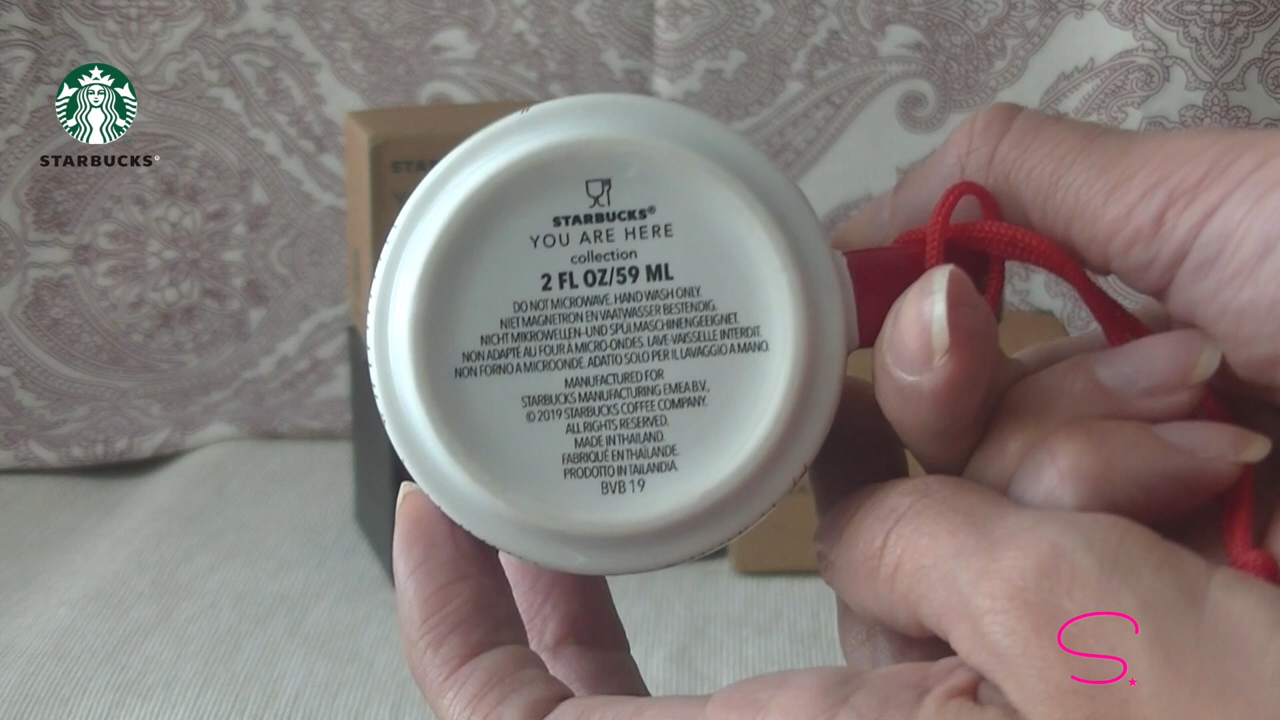 STARBUCKS®
STARBUCKS®
YOU ARE HERE
collection
2 FL OZ/59 ML
DO NOT MICROWAVE. HAND WASH ONLY.
NIET MAGNETRON EN VAATWASSER BESTENDIG.
NICHT MIKROWELLEN-UND SPÜLMASCHINENGEEIGNET.
NON ADAPTÉ AU FOUR À MICRO-ONDES. LAVE-VAISSELLE INTERDIT.
NON FORNO A MICROONDE. ADATTO SOLO PER IL LAVAGGIO A MANO.
MANUFACTURED FOR
STARBUCKS MANUFACTURING EMEA B.V.,
© 2019 STARBUCKS COFFEE COMPANY.
ALL RIGHTS RESERVED.
MADE IN THAILAND.
FABRIQUÉ EN THAÏLANDE.
PRODOTTO IN TAILANDIA.
BVB 19
S.